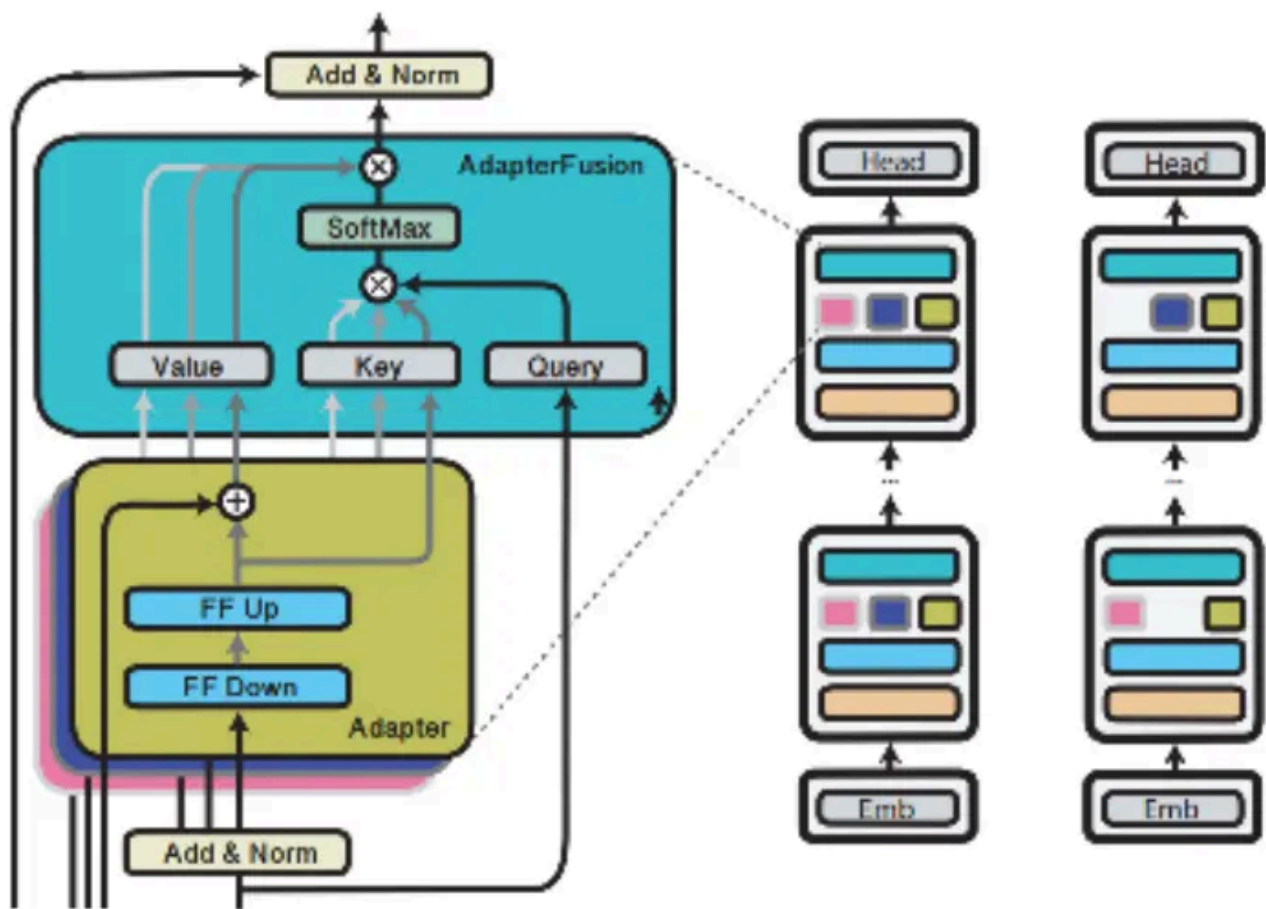 Add & Norm
AdapterFusion
SoftMax
Value
Key
Query
FF Up
FF Down
Adapter
Add & Norm
Head
...
Emb
Head
...
Emb